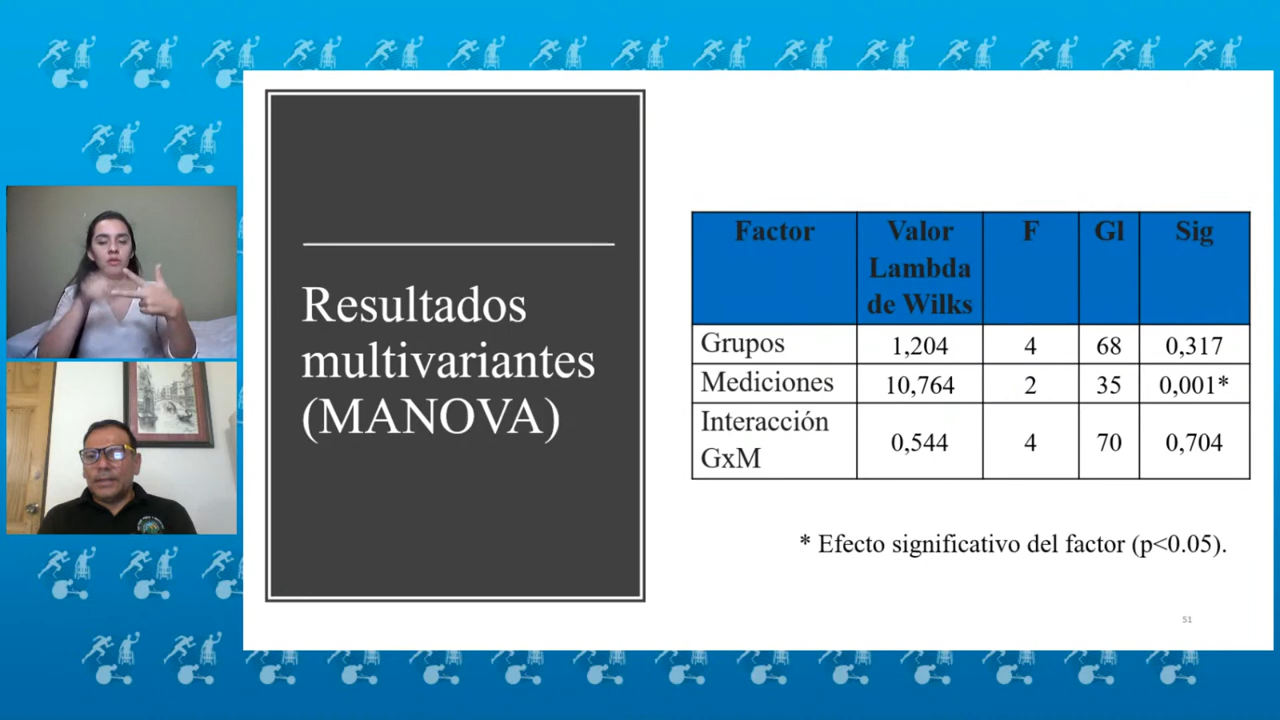 Resultados
multivariantes
(MANOVA)
Factor Valor Lambda de Wilks F Gl Sig
Grupos 1,204 4 68 0,317
Mediciones 10,764 2 35 0,001*
Interacción GxM 0,544 4 70 0,704
* Efecto significativo del factor (p<0.05).
51